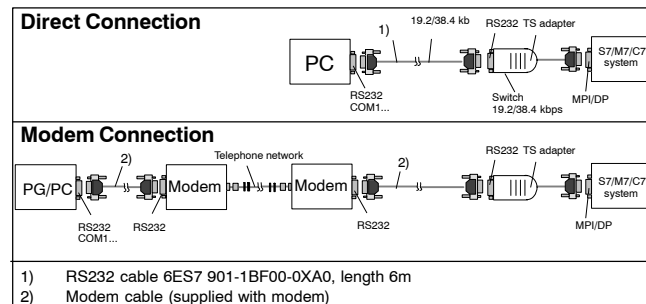 Direct Connection
1)
19.2/38.4 kb
RS232 TS adapter
PC
S7/M7/C7
system
RS232
COM1...
Switch
19.2/38.4 kbps
MPI/DP
Modem Connection
2)
Telephone network
2)
RS232 TS adapter
PG/PC
Modem
Modem
S7/M7/C7
system
RS232
COM1...
RS232
RS232
MPI/DP
1) RS232 cable 6ES7 901-1BF00-0XA0, length 6m
2) Modem cable (supplied with modem)